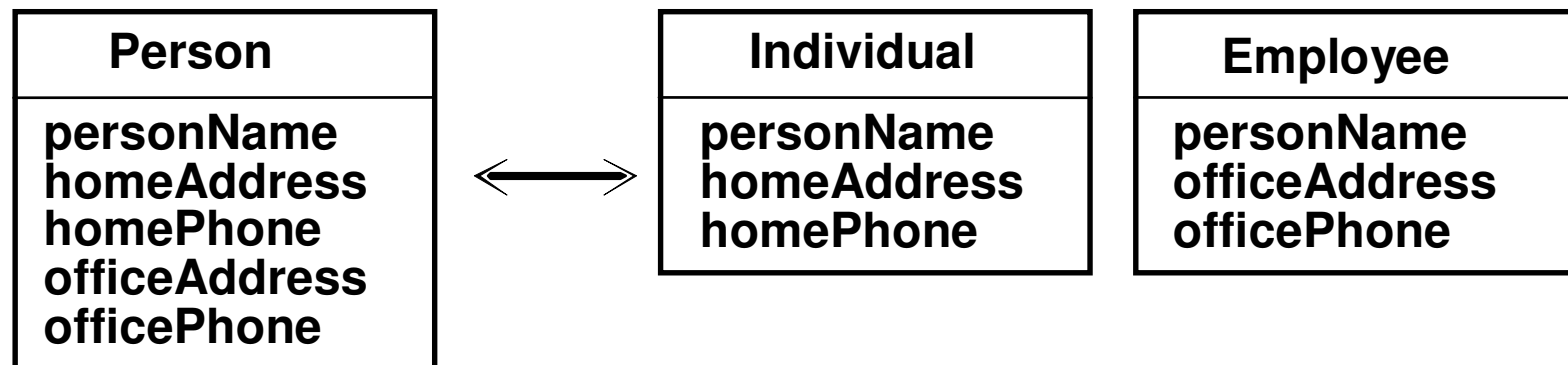 Person
personName
homeAddress
homePhone
officeAddress
officePhone
Individual
personName
homeAddress
homePhone
Employee
personName
officeAddress
officePhone